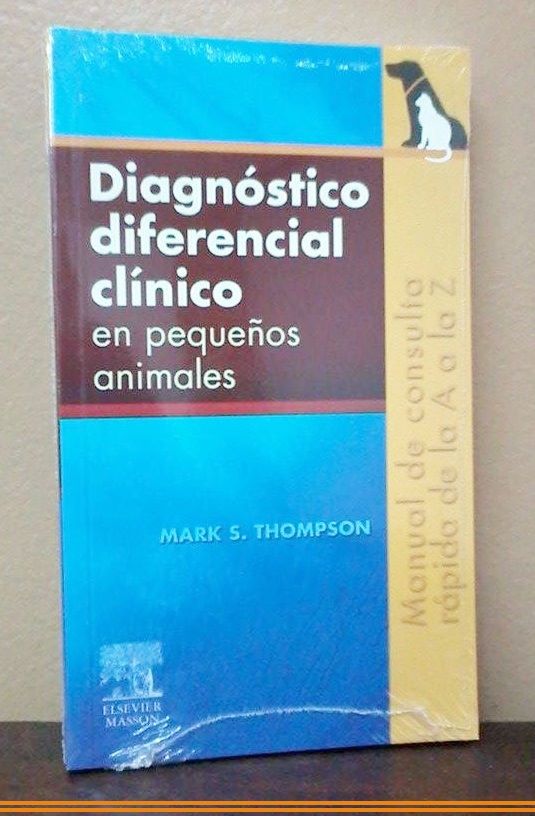 Diagnóstico
diferencial
clínico
en pequeños
animales
MARK S. THOMPSON
Manual de consulta
rápida de la A a la Z
ELSEVIER
MASSON